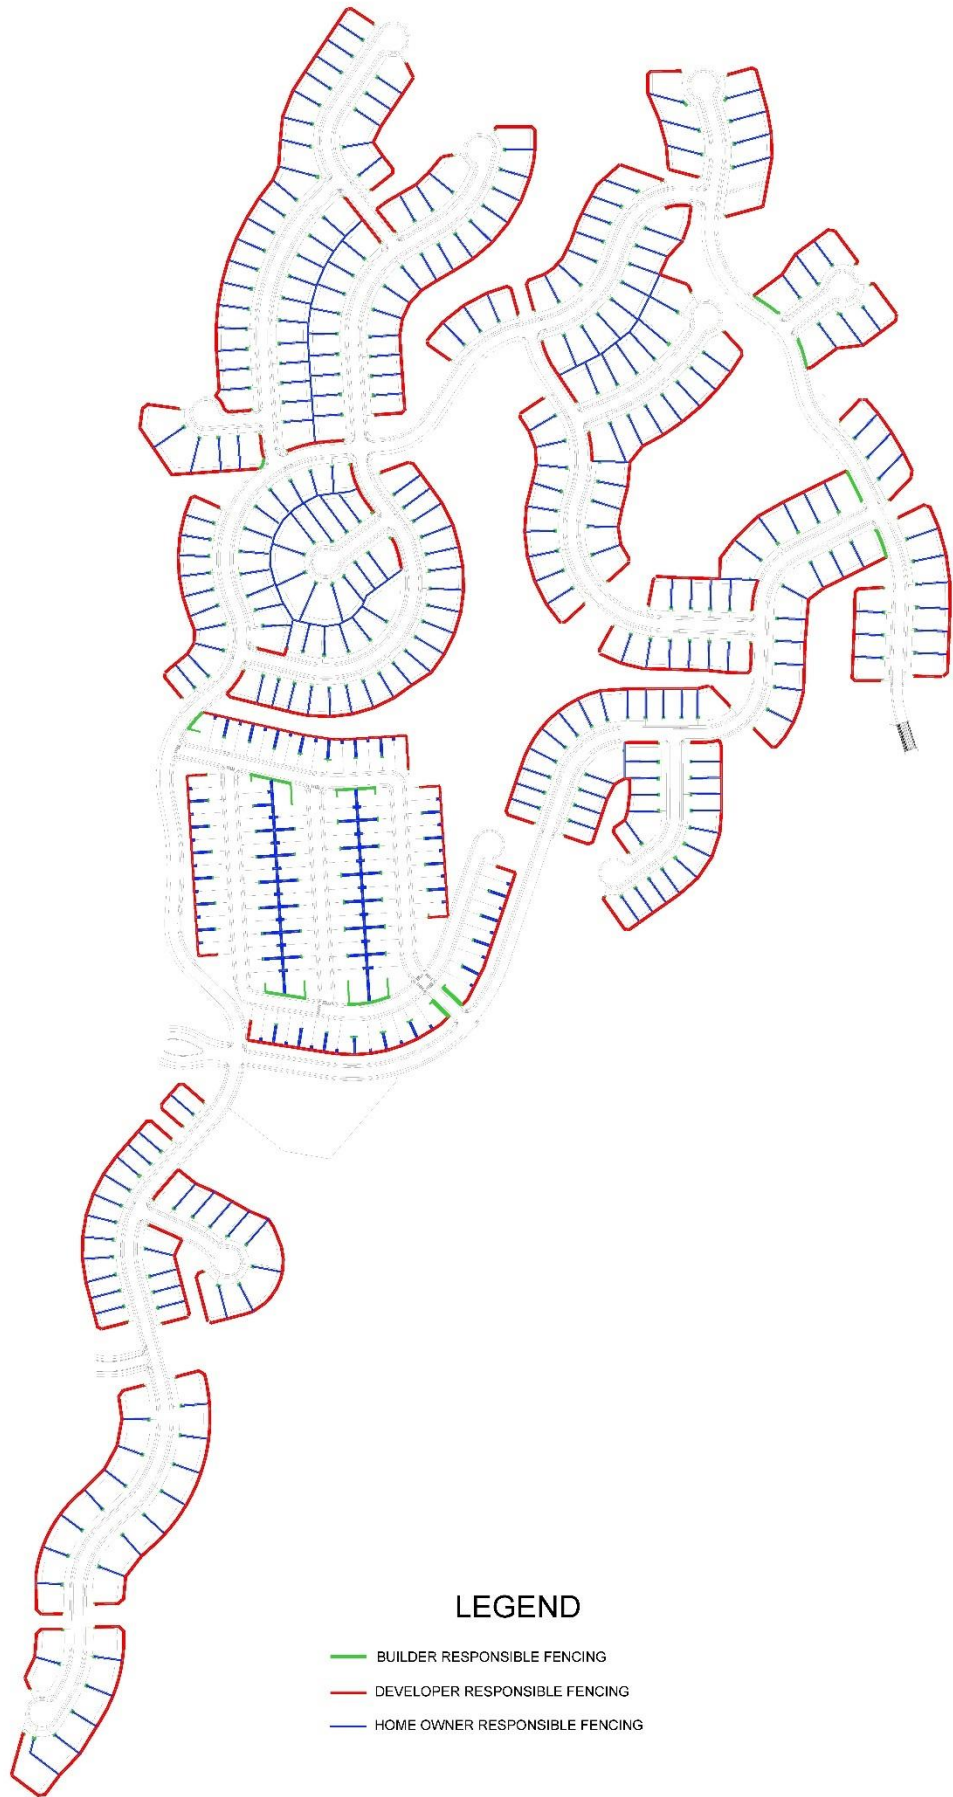 LEGEND
BUILDER RESPONSIBLE FENCING
DEVELOPER RESPONSIBLE FENCING
HOME OWNER RESPONSIBLE FENCING